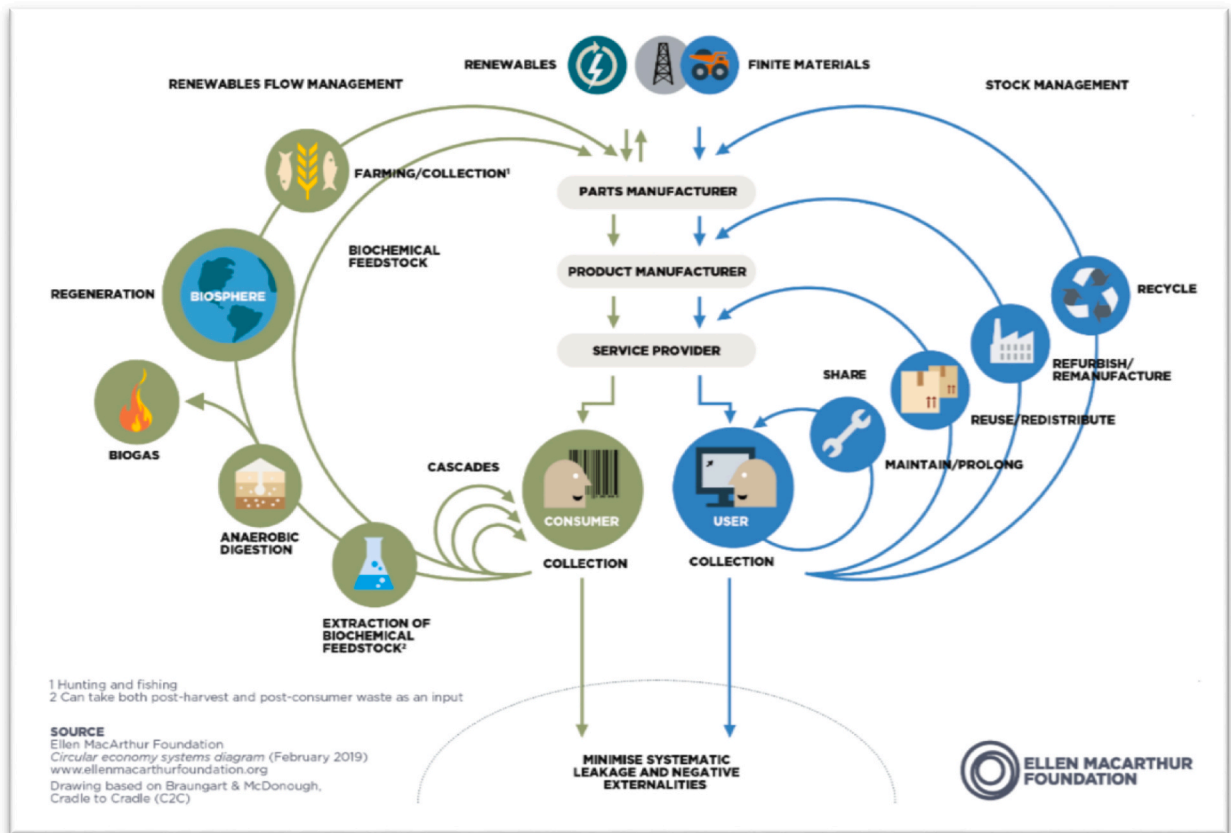 RENEWABLES
FINITE MATERIALS
RENEWABLES FLOW MANAGEMENT
STOCK MANAGEMENT
FARMING/COLLECTION¹
PARTS MANUFACTURER
BIOCHEMICAL
FEEDSTOCK
PRODUCT MANUFACTURER
REGENERATION
BIOSPHERE
RECYCLE
SERVICE PROVIDER
SHARE
REFURBISH/
REMANUFACTURE
REUSE/REDISTRIBUTE
BIOGAS
CASCADES
MAINTAIN/PROLONG
CONSUMER
USER
ANAEROBIC
DIGESTION
COLLECTION
COLLECTION
EXTRACTION OF
BIOCHEMICAL
FEEDSTOCK²
1 Hunting and fishing
2 Can take both post-harvest and post-consumer waste as an input
SOURCE
Ellen MacArthur Foundation
Circular economy systems diagram (February 2019)
www.ellenmacarthurfoundation.org
Drawing based on Braungart & McDonough,
Cradle to Cradle (C2C)
MINIMISE SYSTEMATIC
LEAKAGE AND NEGATIVE
EXTERNALITIES
ELLEN MACARTHUR
FOUNDATION